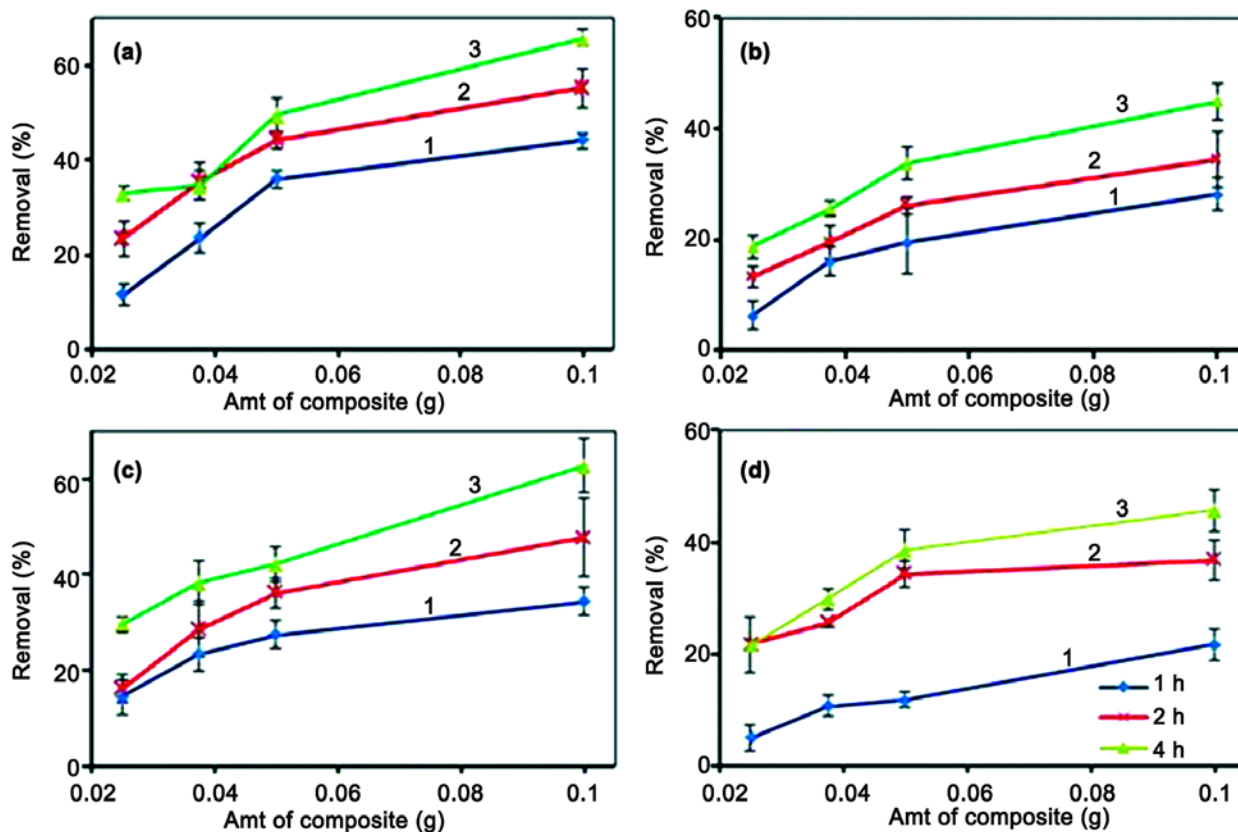 (a)
Removal (%)
60
40
20
0
0.02 0.04 0.06 0.08 0.1
Amt of composite (g)
3
2
1
(b)
Removal (%)
60
40
20
0
0.02 0.04 0.06 0.08 0.1
Amt of composite (g)
3
2
1
(c)
Removal (%)
60
40
20
0
0.02 0.04 0.06 0.08 0.1
Amt of composite (g)
3
2
1
(d)
Removal (%)
60
40
20
0
0.02 0.04 0.06 0.08 0.1
Amt of composite (g)
3
2
1
1 h
2 h
4 h